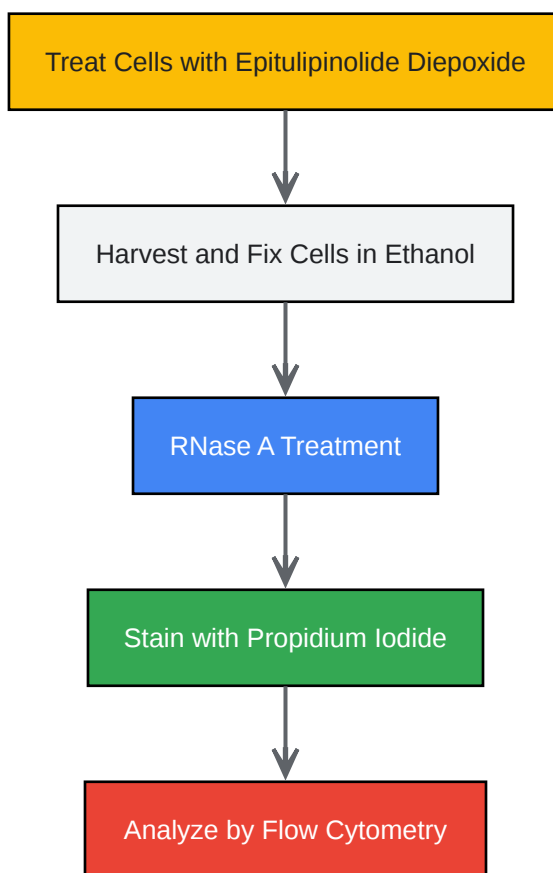 Treat Cells with Epitulipinolide Diepoxide
Harvest and Fix Cells in Ethanol
RNase A Treatment
Stain with Propidium Iodide
Analyze by Flow Cytometry